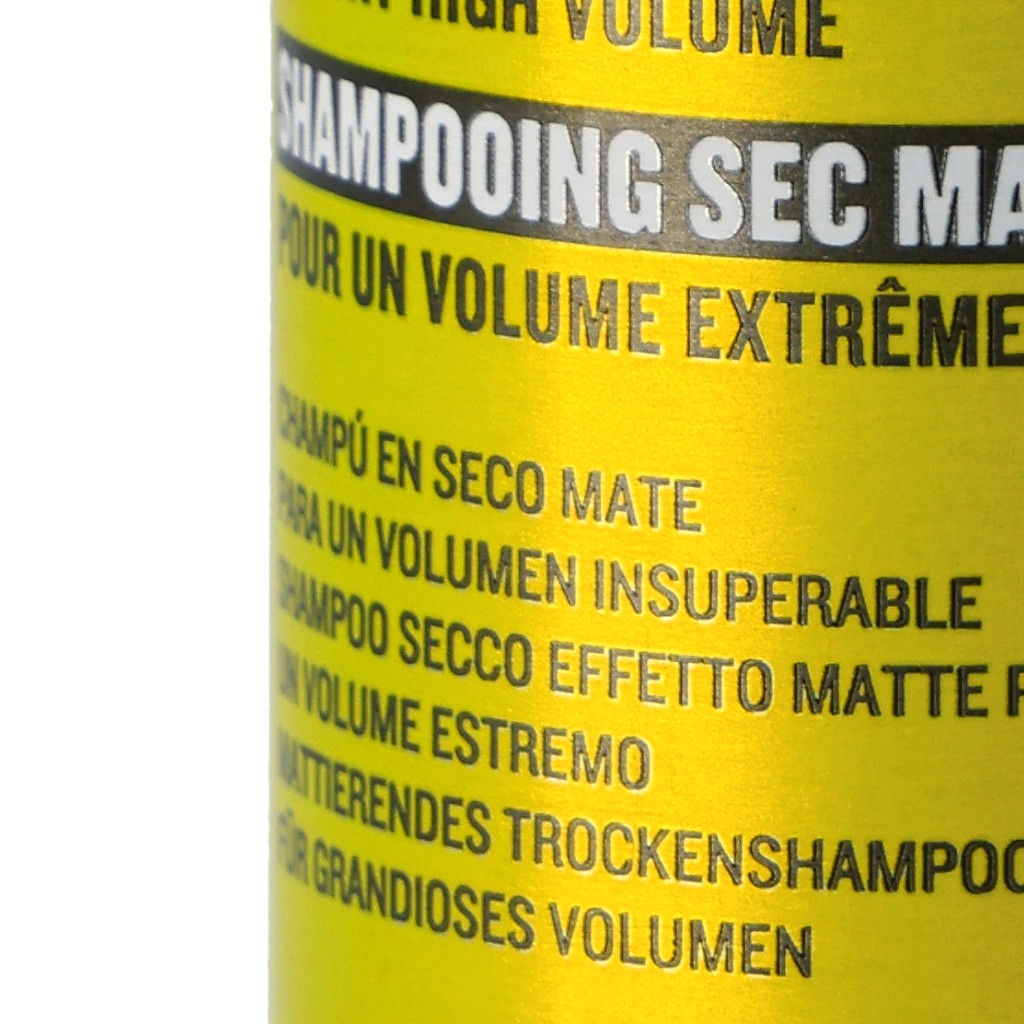 HIGH VOLUME
SHAMPOOING SEC MA
POUR UN VOLUME EXTRÊME
CHAMPÚ EN SECO MATE
PARA UN VOLUMEN INSUPERABLE
SHAMPOO SECCO EFFETTO MATTE P
UN VOLUME ESTREMO
MATTIERENDES TROCKENSHAMPOO
FÜR GRANDIOSES VOLUMEN